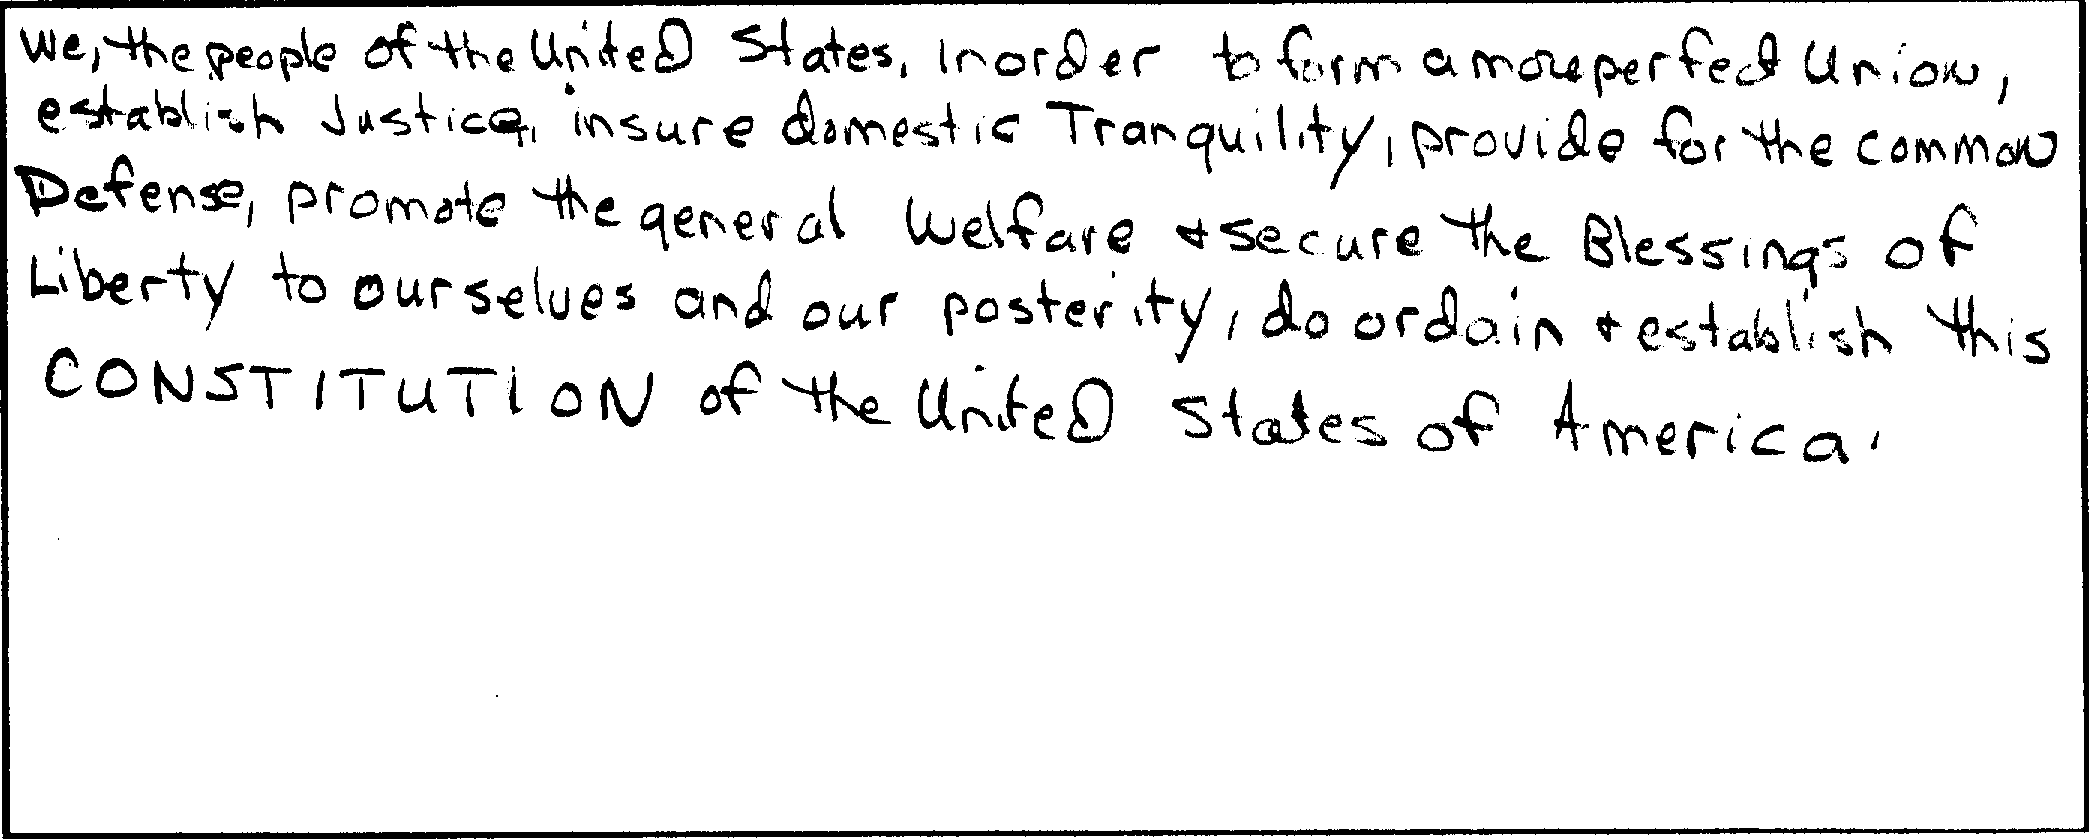 We, the people of the United States, in order to form a more perfect Union,
establish Justice, insure domestic Tranquility, provide for the common
Defense, promote the general Welfare & secure the Blessings of
Liberty to ourselves and our posterity, do ordain & establish this
CONSTITUTION of the United States of America.